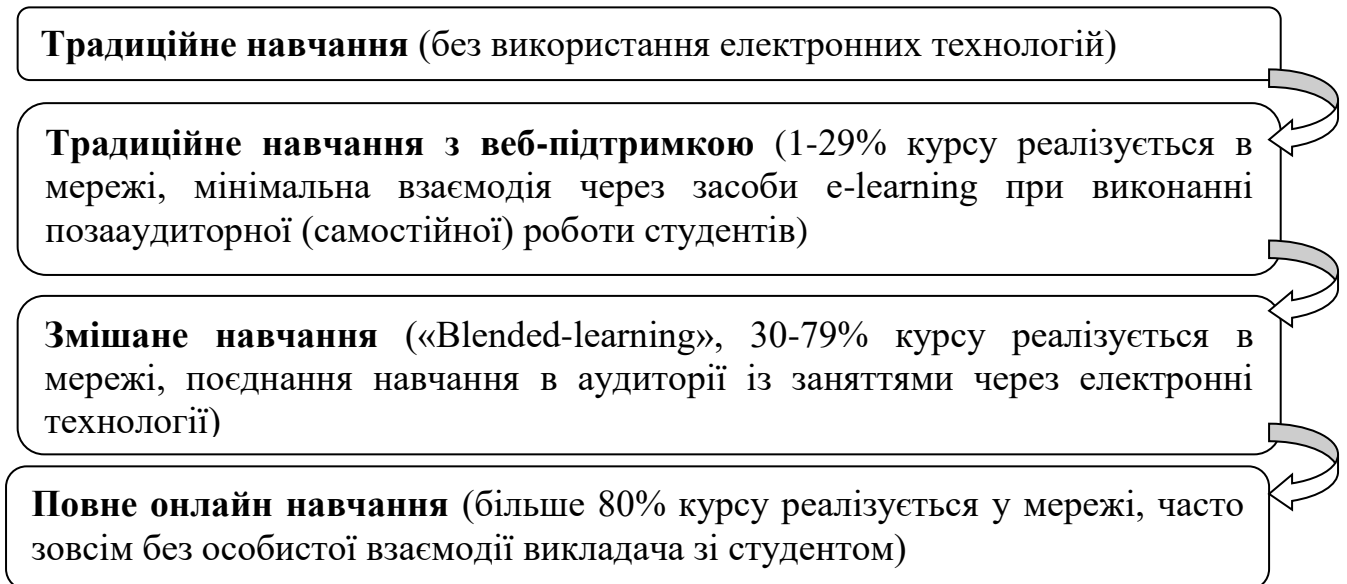 Традиційне навчання (без використання електронних технологій)
Традиційне навчання з веб-підтримкою (1-29% курсу реалізується в
мережі, мінімальна взаємодія через засоби e-learning при виконанні
позааудиторної (самостійної) роботи студентів)
Змішане навчання («Blended-learning», 30-79% курсу реалізується в
мережі, поєднання навчання в аудиторії із заняттями через електронні
технології)
Повне онлайн навчання (більше 80% курсу реалізується у мережі, часто
зовсім без особистої взаємодії викладача зі студентом)